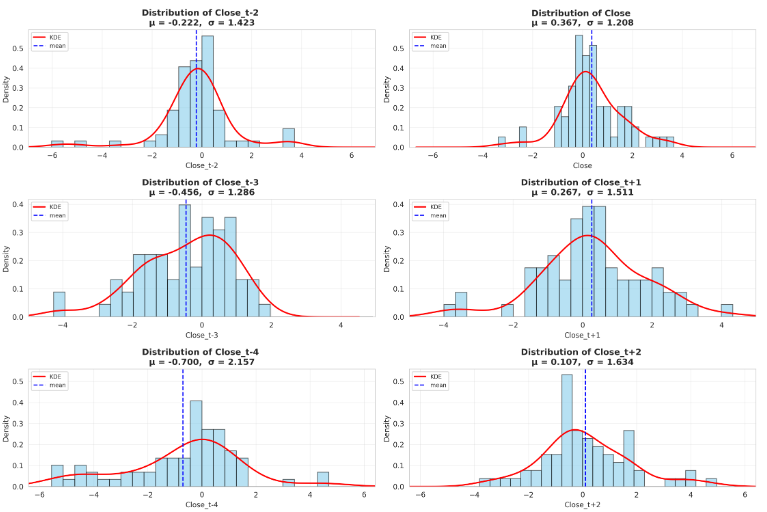 Distribution of Close_t-2
μ = -0.222,  σ = 1.423
KDE
mean
Density
0.5
0.4
0.3
0.2
0.1
0.0
−6 −4 −2 0 2 4 6
Close_t-2
Distribution of Close
μ = 0.367,  σ = 1.208
KDE
mean
Density
0.5
0.4
0.3
0.2
0.1
0.0
−6 −4 −2 0 2 4 6
Close
Distribution of Close_t-3
μ = -0.456,  σ = 1.286
KDE
mean
Density
0.4
0.3
0.2
0.1
0.0
−4 −2 0 2 4
Close_t-3
Distribution of Close_t+1
μ = 0.267,  σ = 1.511
KDE
mean
Density
0.4
0.3
0.2
0.1
0.0
−4 −2 0 2 4
Close_t+1
Distribution of Close_t-4
μ = -0.700,  σ = 2.157
KDE
mean
Density
0.5
0.4
0.3
0.2
0.1
0.0
−6 −4 −2 0 2 4 6
Close_t-4
Distribution of Close_t+2
μ = 0.107,  σ = 1.634
KDE
mean
Density
0.5
0.4
0.3
0.2
0.1
0.0
−6 −4 −2 0 2 4 6
Close_t+2